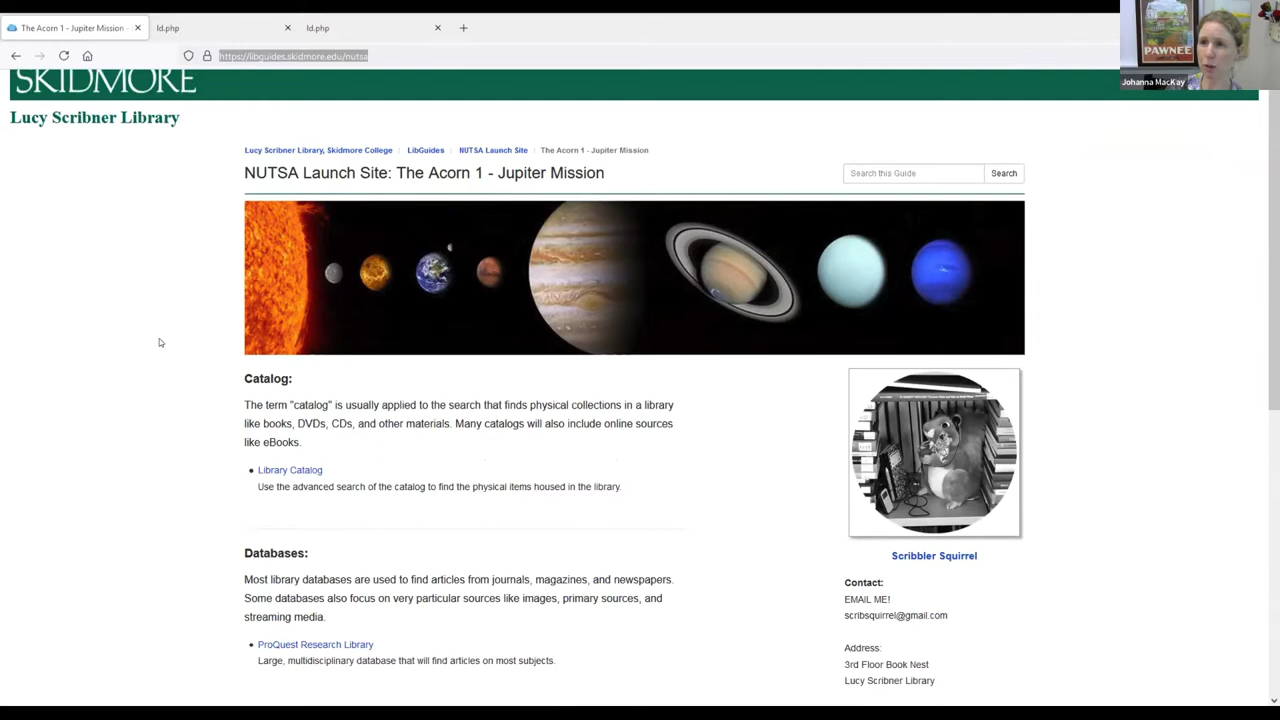 The Acorn 1 - Jupiter Mission -
ld.php
ld.php
https://libguides.skidmore.edu/nutsa
PAWNEE
Johanna MacKay
SKIDMORE
Lucy Scribner Library
Lucy Scribner Library, Skidmore College
LibGuides
NUTSA Launch Site
The Acorn 1 - Jupiter Mission
NUTSA Launch Site: The Acorn 1 - Jupiter Mission
Search this Guide
Search
Catalog:
The term "catalog" is usually applied to the search that finds physical collections in a library
like books, DVDs, CDs, and other materials. Many catalogs will also include online sources
like eBooks.
Library Catalog
Use the advanced search of the catalog to find the physical items housed in the library.
Databases:
Most library databases are used to find articles from journals, magazines, and newspapers.
Some databases also focus on very particular sources like images, primary sources, and
streaming media.
ProQuest Research Library
Large, multidisciplinary database that will find articles on most subjects.
Scribbler Squirrel
Contact:
EMAIL ME!
scribsquirrel@gmail.com
Address:
3rd Floor Book Nest
Lucy Scribner Library